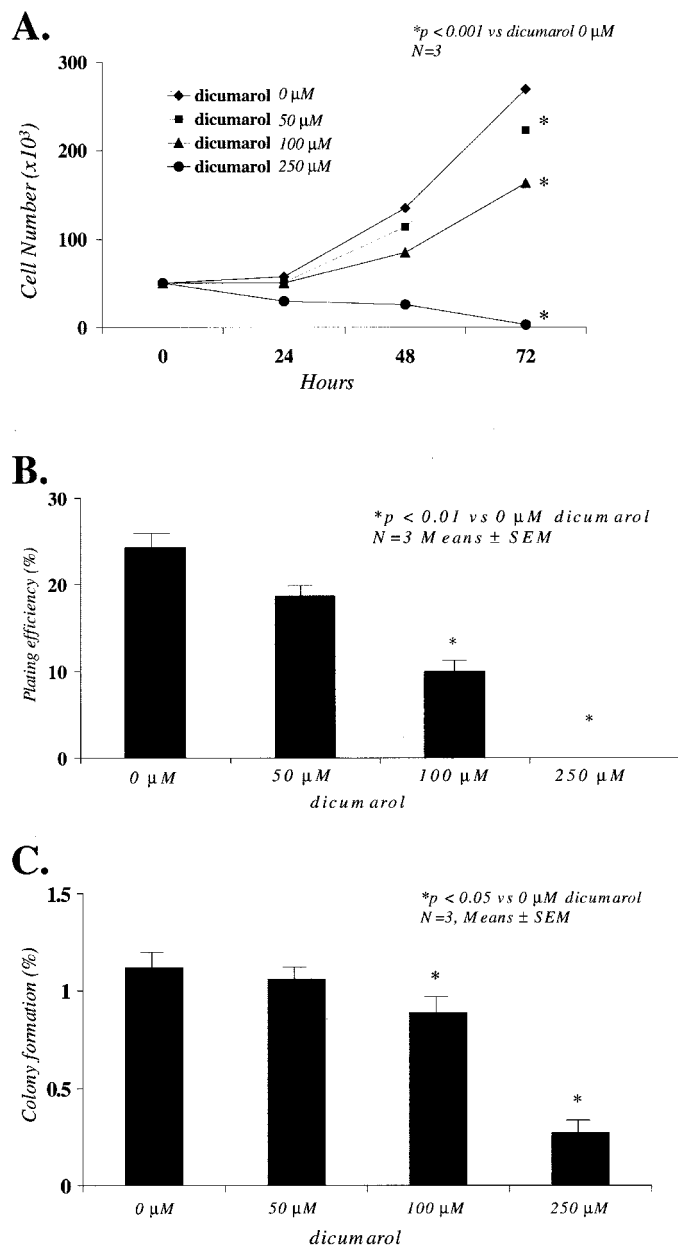 A.
*p < 0.001 vs dicumarol 0 µM
N=3
300
200
100
0
Cell Number (x10³)
dicumarol 0 µM
dicumarol 50 µM
dicumarol 100 µM
dicumarol 250 µM
*
*
*
0 24 48 72
Hours
B.
*p < 0.01 vs 0 µM dicumarol
N=3 Means ± SEM
30
20
10
0
Plating efficiency (%)
*
*
0 µM 50 µM 100 µM 250 µM
dicumarol
C.
*p < 0.05 vs 0 µM dicumarol
N=3, Means ± SEM
1.5
1
0.5
0
Colony formation (%)
*
*
0 µM 50 µM 100 µM 250 µM
dicumarol